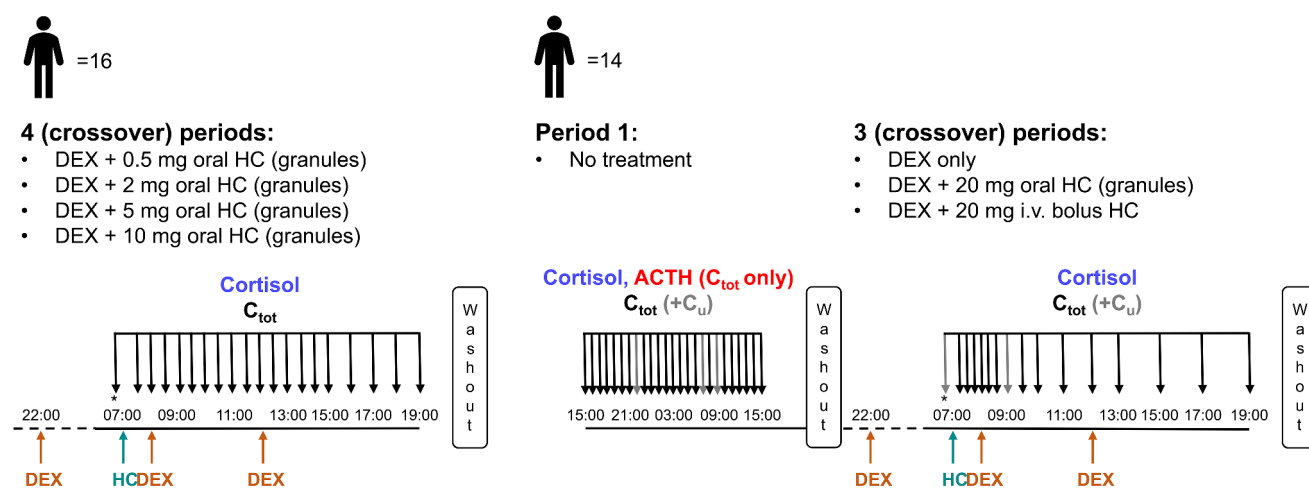 =16
4 (crossover) periods:
• DEX + 0.5 mg oral HC (granules)
• DEX + 2 mg oral HC (granules)
• DEX + 5 mg oral HC (granules)
• DEX + 10 mg oral HC (granules)
Cortisol
Ctot
*
22:00 07:00 09:00 11:00 13:00 15:00 17:00 19:00
DEX HC DEX DEX
Washout
=14
Period 1:
• No treatment
Cortisol, ACTH (Ctot only)
Ctot (+Cu)
15:00 21:00 03:00 09:00 15:00
Washout
3 (crossover) periods:
• DEX only
• DEX + 20 mg oral HC (granules)
• DEX + 20 mg i.v. bolus HC
Cortisol
Ctot (+Cu)
*
22:00 07:00 09:00 11:00 13:00 15:00 17:00 19:00
DEX HC DEX DEX
Washout